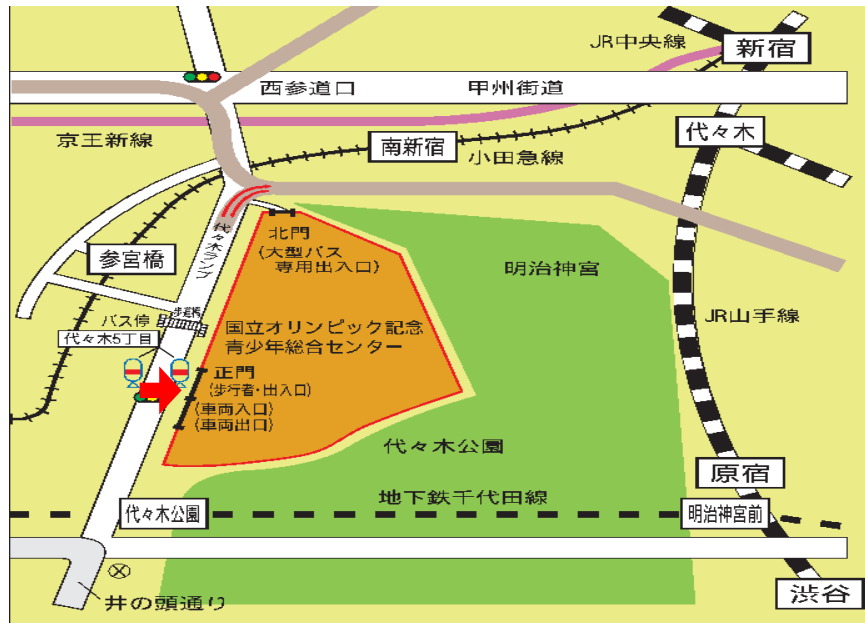 JR中央線
新宿
西参道口
甲州街道
京王新線
南新宿
小田急線
代々木
代々木ランプ
北門
(大型バス
専用出入口)
参宮橋
明治神宮
歩道橋
バス停
代々木5丁目
国立オリンピック記念
青少年総合センター
JR山手線
正門
(歩行者・出入口)
(車両入口)
(車両出口)
代々木公園
原宿
地下鉄千代田線
代々木公園
明治神宮前
井の頭通り
渋谷